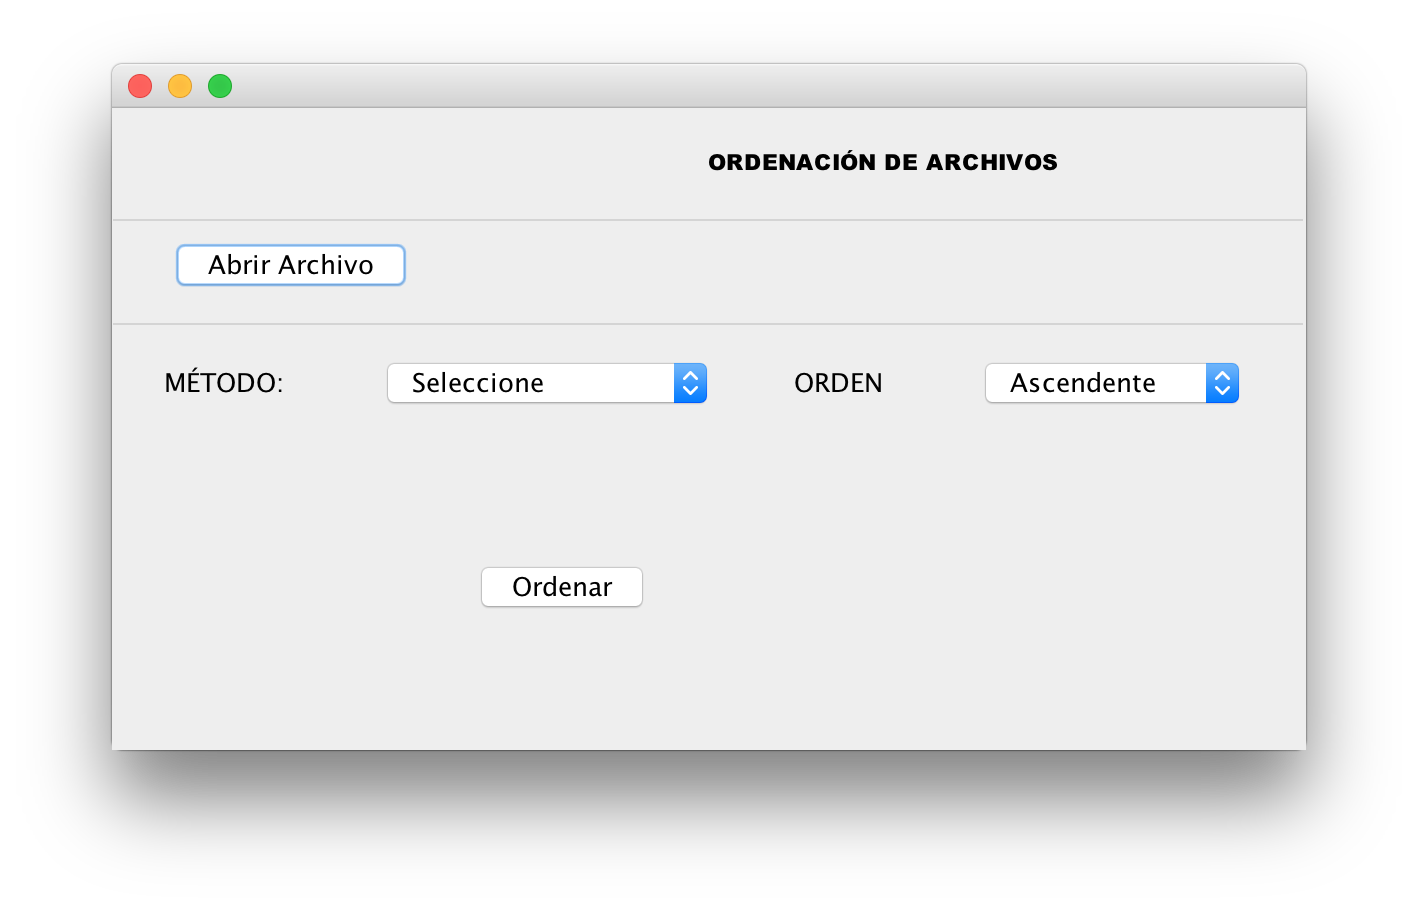 ORDENACIÓN DE ARCHIVOS
Abrir Archivo
MÉTODO: Seleccione ORDEN Ascendente
Ordenar